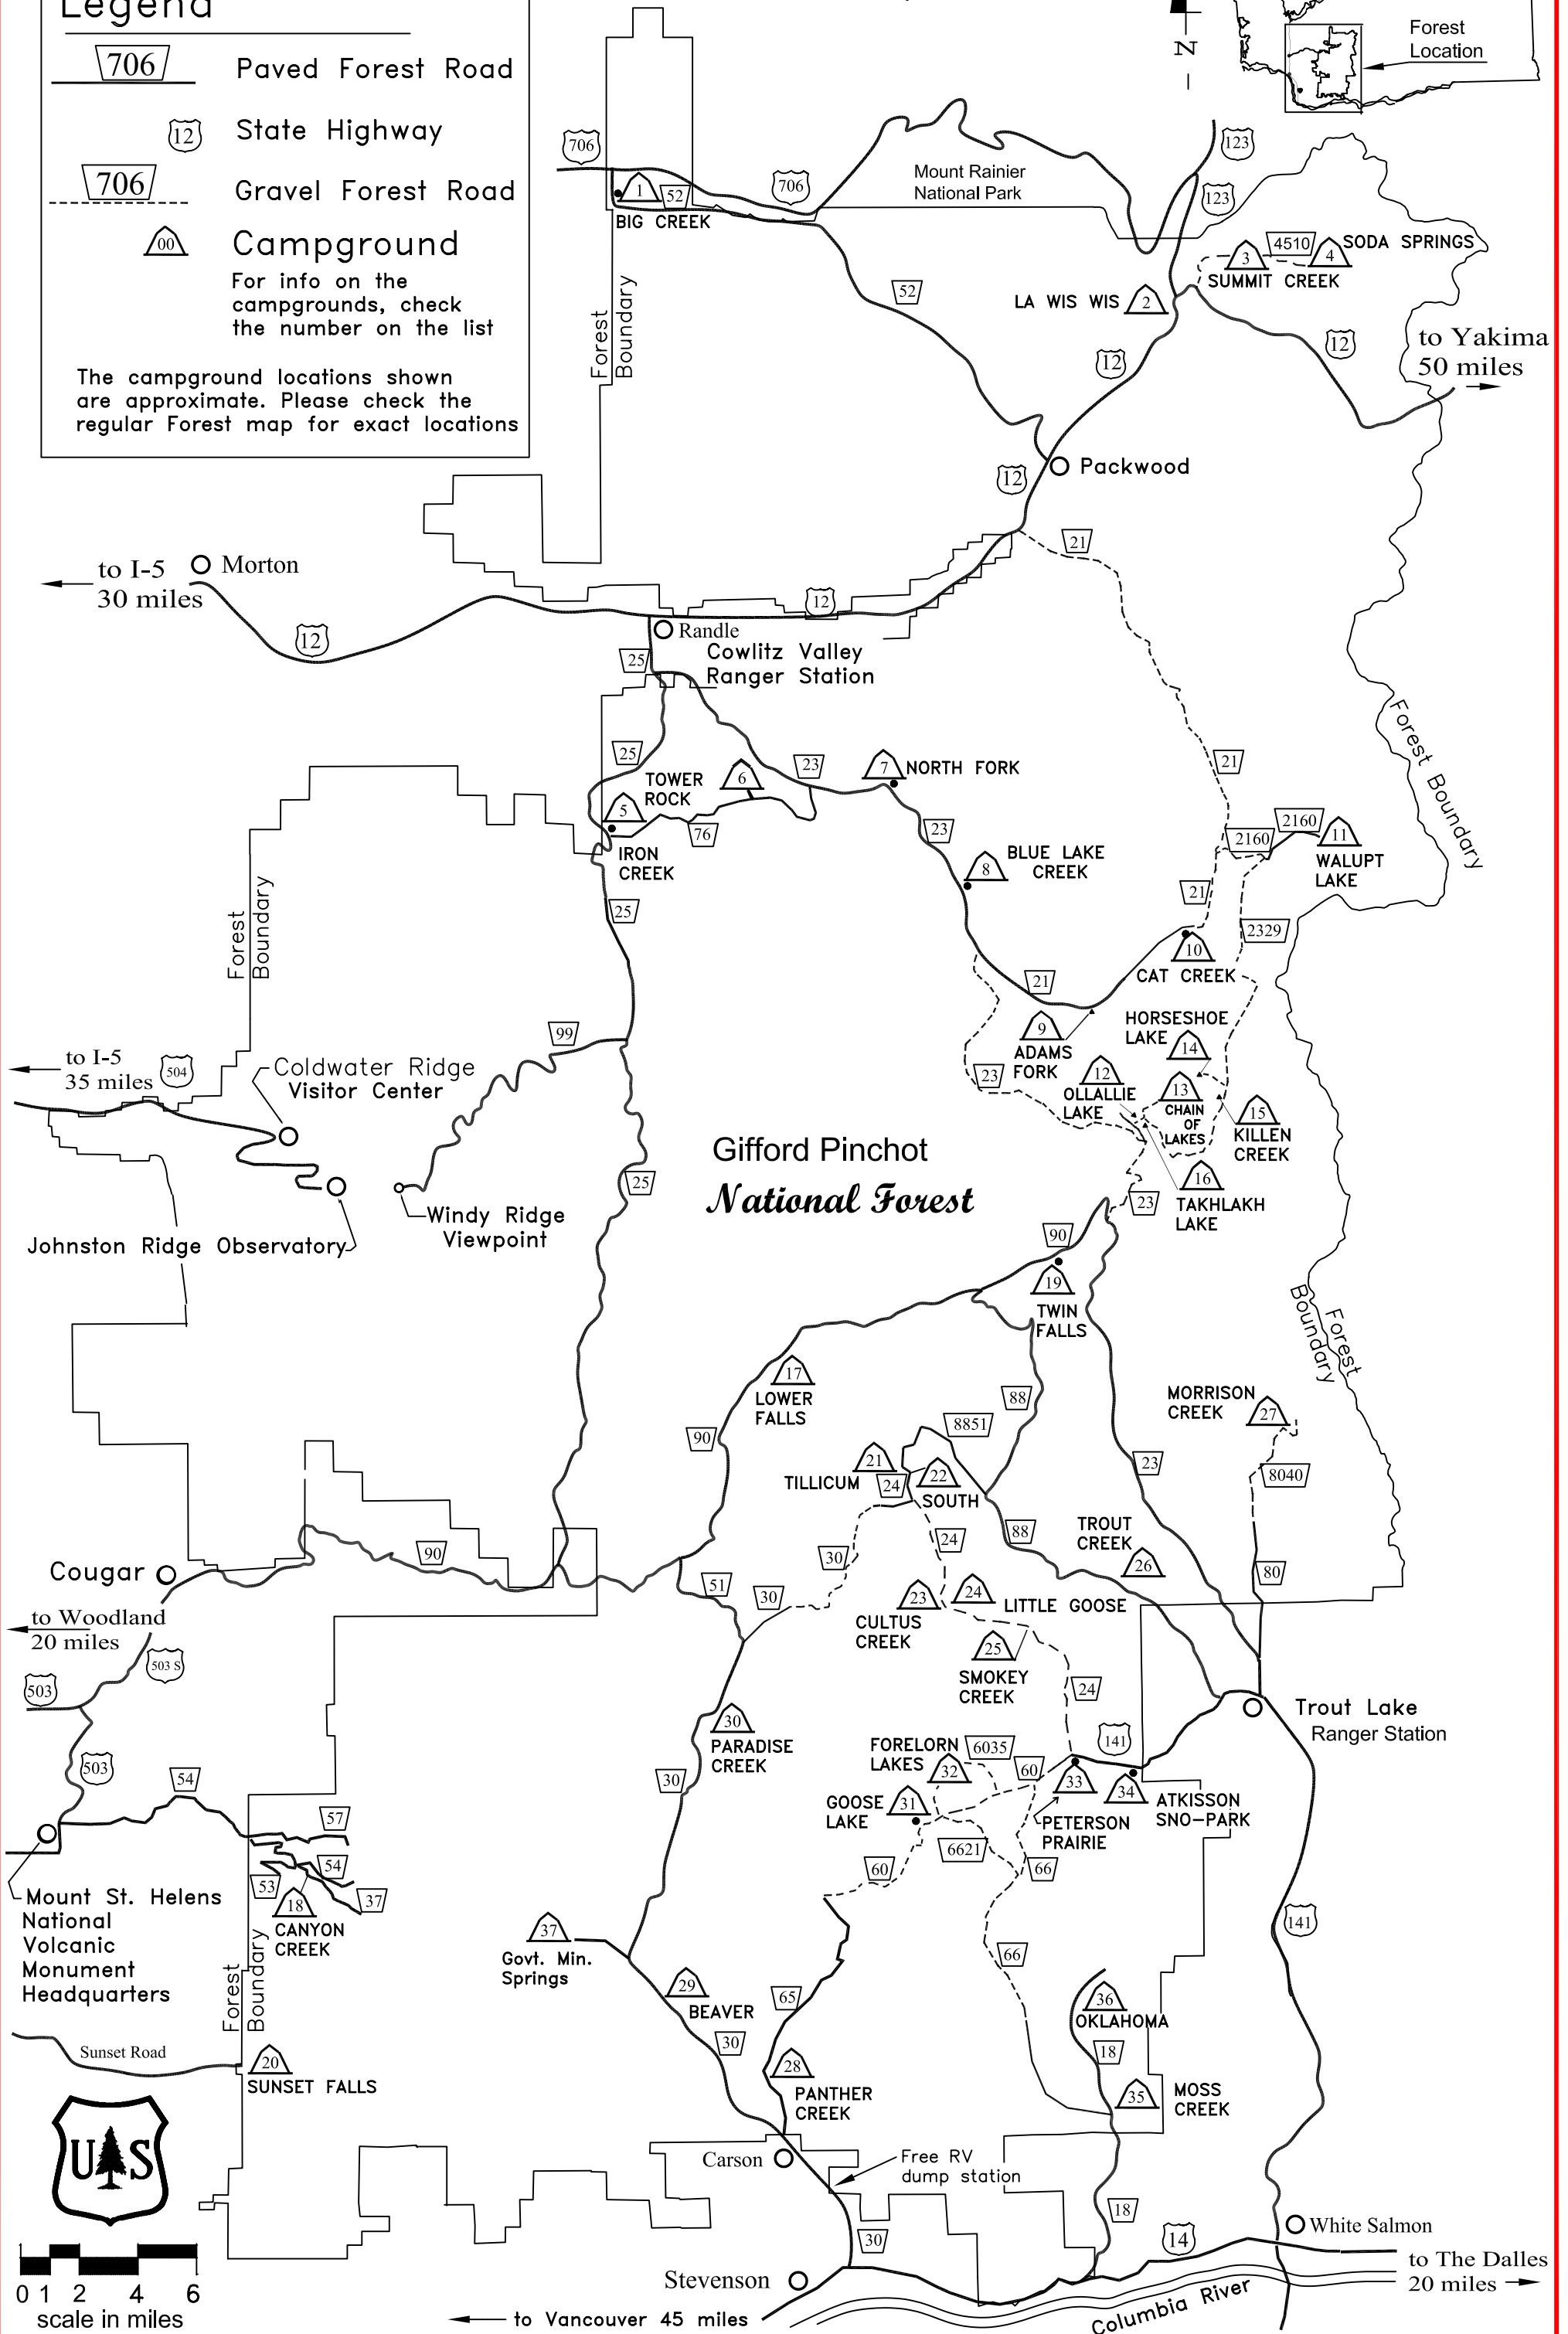 Legend
706
Paved Forest Road
12
State Highway
706
Gravel Forest Road
00
Campground
For info on the
campgrounds, check
the number on the list
The campground locations shown
are approximate. Please check the
regular Forest map for exact locations
N
Forest
Location
706
1
52
BIG CREEK
706
Mount Rainier
National Park
123
123
3
4510
4
SODA SPRINGS
SUMMIT CREEK
LA WIS WIS
2
52
12
12
to Yakima
50 miles
Forest
Boundary
12
Packwood
21
to I-5
30 miles
Morton
12
12
Randle
Cowlitz Valley
Ranger Station
25
25
TOWER
ROCK
6
23
7
NORTH FORK
21
Forest Boundary
5
76
IRON
CREEK
23
8
BLUE LAKE
CREEK
2160
2160
11
WALUPT
LAKE
25
21
2329
10
CAT CREEK
Forest
Boundary
21
9
ADAMS
FORK
HORSESHOE
LAKE
14
99
to I-5
35 miles
504
Coldwater Ridge
Visitor Center
23
12
OLLALLIE
LAKE
13
CHAIN
OF
LAKES
15
KILLEN
CREEK
Gifford Pinchot
National Forest
25
16
TAKHLAKH
LAKE
23
Windy Ridge
Viewpoint
Johnston Ridge Observatory
90
19
TWIN
FALLS
Forest
Boundary
17
LOWER
FALLS
88
MORRISON
CREEK
27
90
8851
21
TILLICUM
24
22
SOUTH
23
8040
88
TROUT
CREEK
26
24
30
90
Cougar
80
51
30
23
CULTUS
CREEK
24
LITTLE GOOSE
to Woodland
20 miles
503 S
503
25
SMOKEY
CREEK
24
30
PARADISE
CREEK
Trout Lake
Ranger Station
FORELORN
LAKES
6035
32
141
60
503
54
30
GOOSE
LAKE
31
33
34
PETERSON
PRAIRIE
ATKISSON
SNO-PARK
57
6621
54
53
37
60
66
18
CANYON
CREEK
Mount St. Helens
National
Volcanic
Monument
Headquarters
Forest
Boundary
37
Govt. Min.
Springs
141
66
29
BEAVER
65
36
OKLAHOMA
30
18
Sunset Road
20
SUNSET FALLS
28
PANTHER
CREEK
35
MOSS
CREEK
US
Carson
Free RV
dump station
18
30
14
White Salmon
to The Dalles
20 miles
0 1 2 4 6
scale in miles
Stevenson
to Vancouver 45 miles
Columbia River